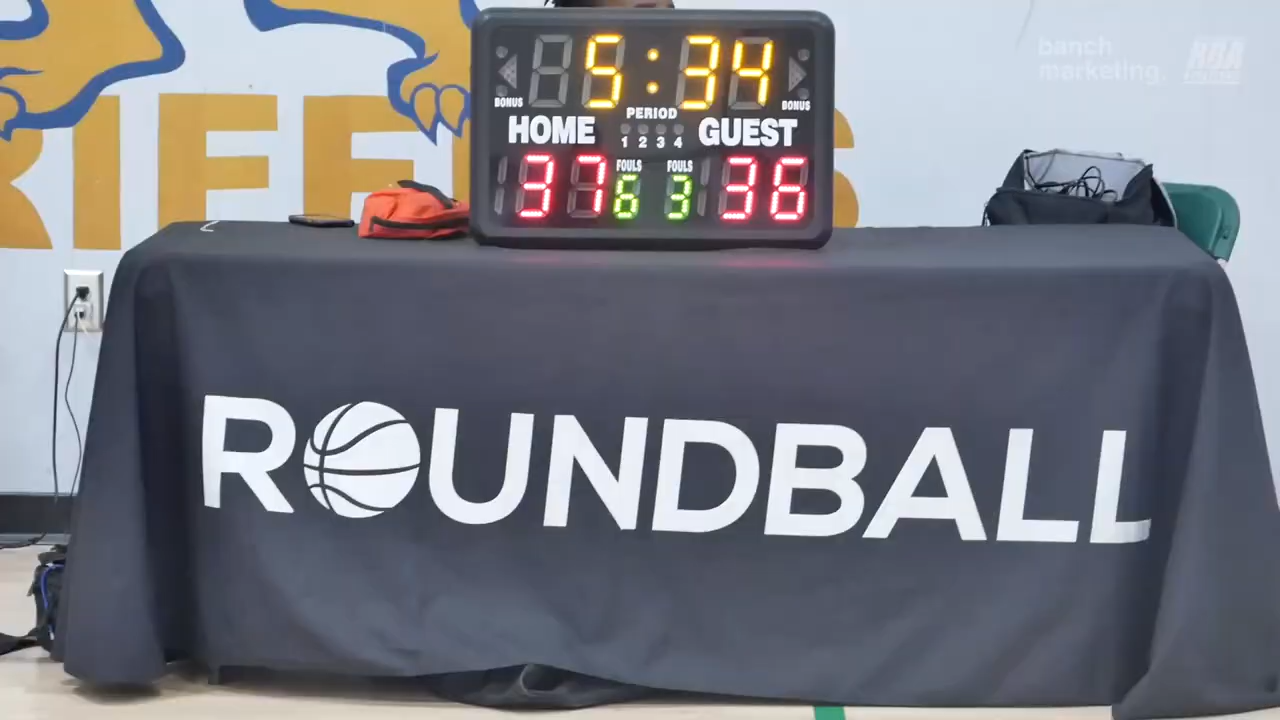 banch
marketing.
5:34
BONUS PERIOD BONUS
HOME 1 2 3 4 GUEST
FOULS FOULS
37 6 3 36
ROUNDBALL